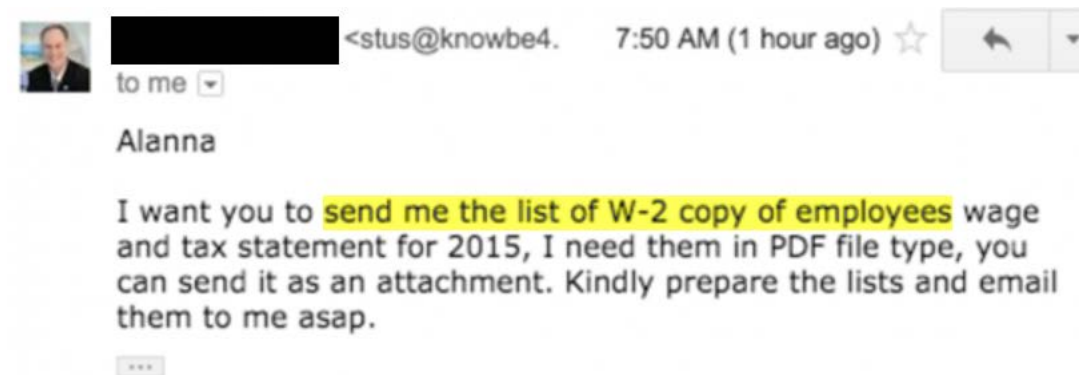 <stus@knowbe4. 7:50 AM (1 hour ago)
to me
Alanna
I want you to send me the list of W-2 copy of employees wage
and tax statement for 2015, I need them in PDF file type, you
can send it as an attachment. Kindly prepare the lists and email
them to me asap.